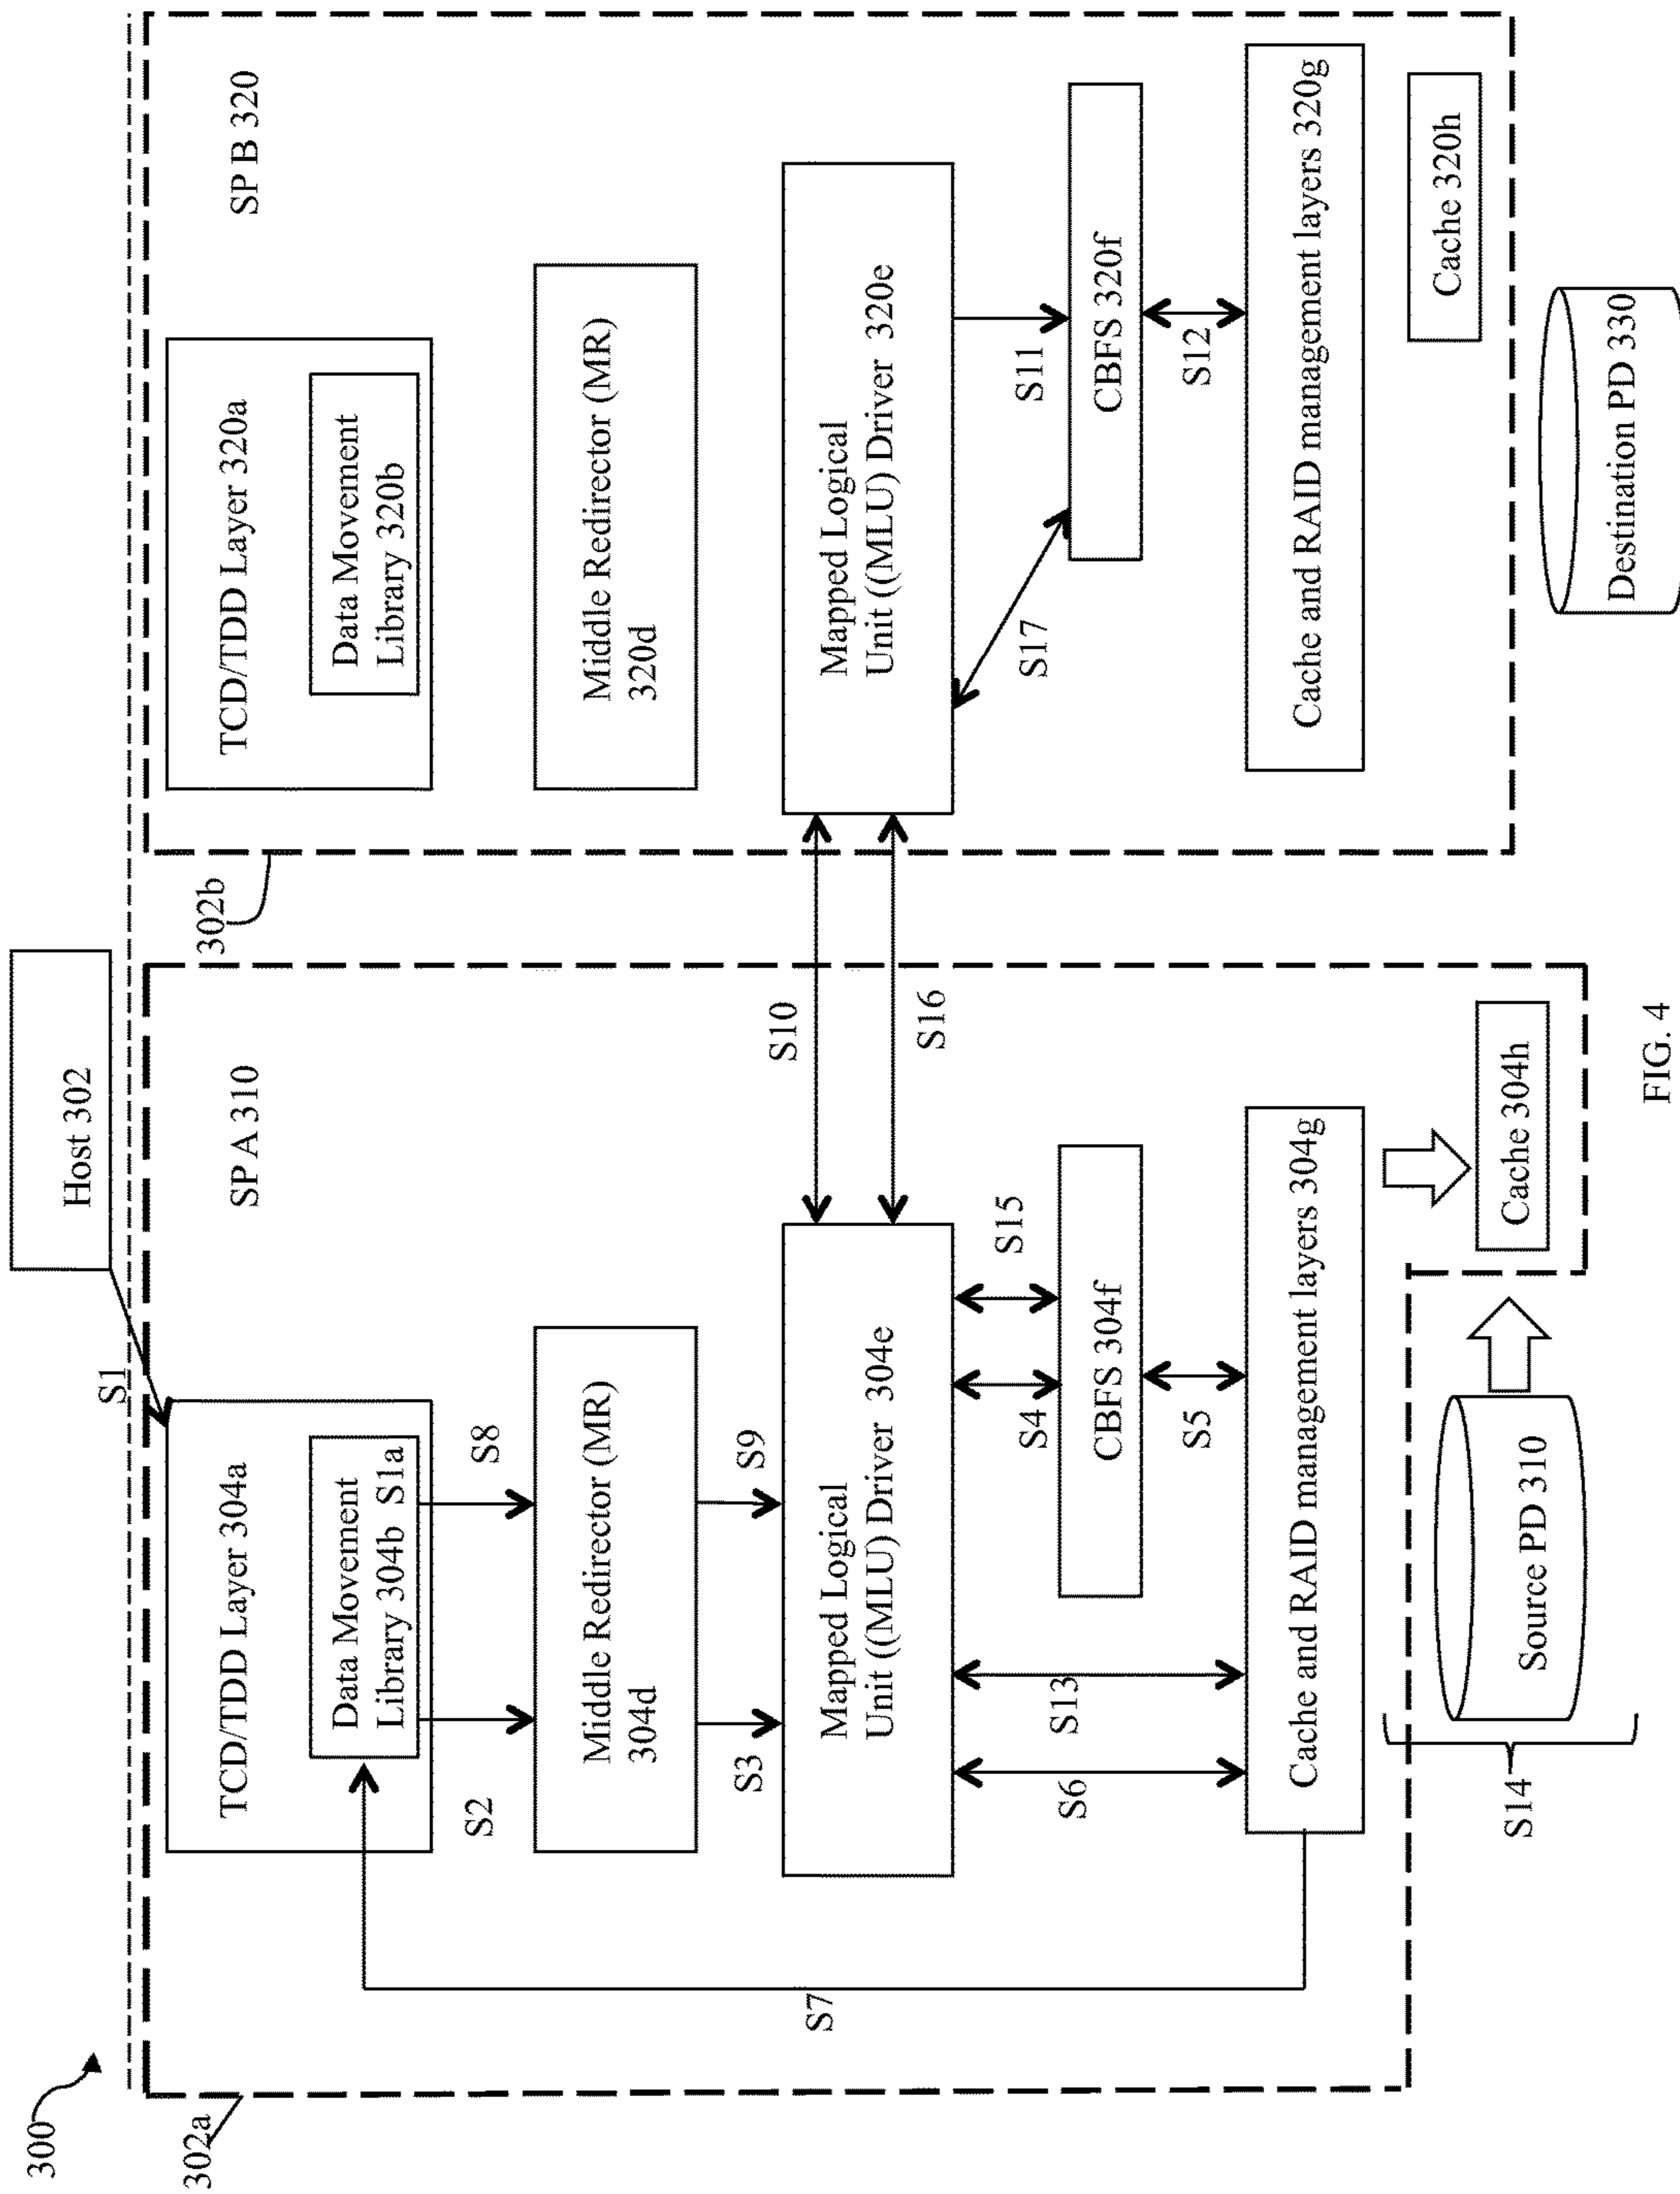 300
Host 302
302a
302b
S1
SP A 310
TCD/TDD Layer 304a
Data Movement
Library 304b S1a
S2
S8
Middle Redirector (MR)
304d
S3
S9
Mapped Logical
Unit ((MLU) Driver 304e
S4
S15
CBFS 304f
S6
S13
S5
S7
Cache and RAID management layers 304g
Cache 304h
Source PD 310
S14
S10
S16
SP B 320
TCD/TDD Layer 320a
Data Movement
Library 320b
Middle Redirector (MR)
320d
Mapped Logical
Unit ((MLU) Driver 320e
S17
S11
CBFS 320f
S12
Cache and RAID management layers 320g
Cache 320h
Destination PD 330
FIG. 4